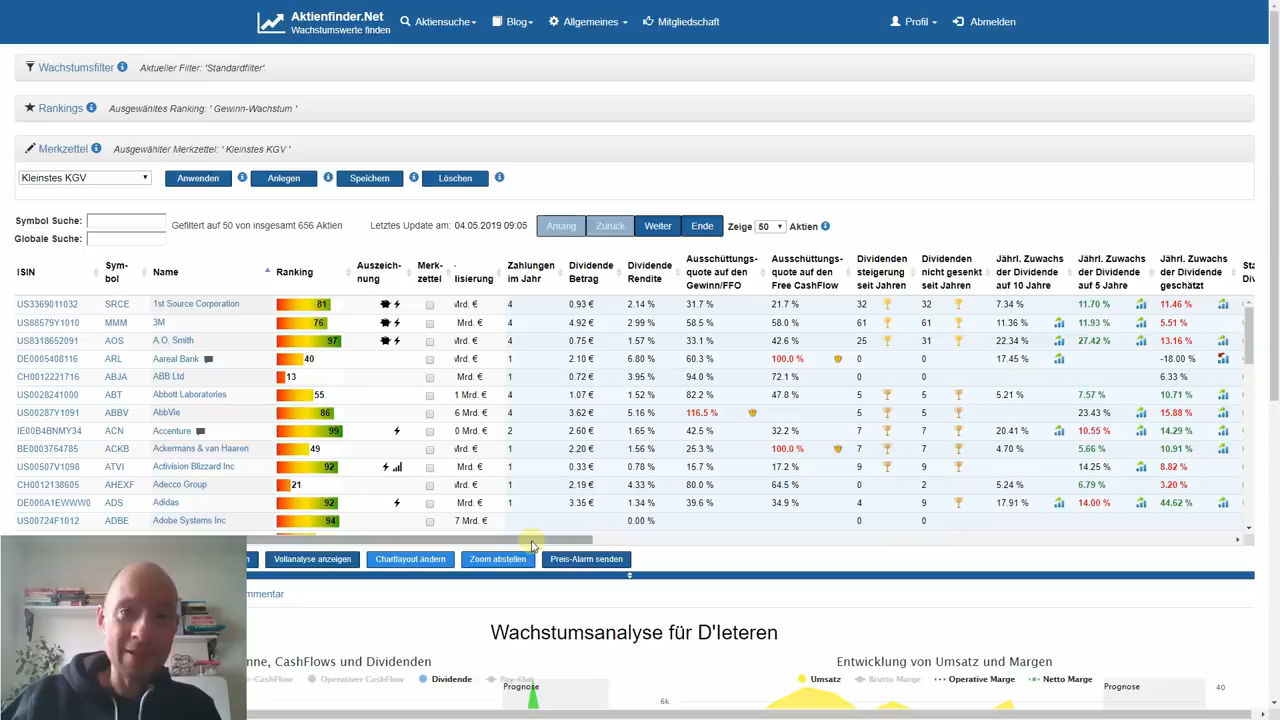 Aktienfinder.Net
Wachstumswerte finden
Aktiensuche
Blog
Allgemeines
Mitgliedschaft
Profil
Abmelden
Wachstumsfilter Aktueller Filter: 'Standardfilter'.
Rankings Ausgewähltes Ranking: ' Gewinn-Wachstum '
Merkzettel Ausgewählter Merkzettel: ' Kleinstes KGV '
Kleinstes KGV Anwenden Anlegen Speichern Löschen
Symbol Suche: Gefiltert auf 50 von insgesamt 656 Aktien Letztes Update am: 04.05.2019 09:05 Anfang Zurück Weiter Ende Zeige 50 Aktien
Globale Suche:
ISIN Sym-bol Name Ranking Auszeich-nung Merk-zettel lisierung Zahlungen im Jahr Dividende Betrag Dividende Rendite Ausschüttungs-quote auf den Gewinn/FFO Ausschüttungs-quote auf den Free CashFlow Dividenden steigerung seit Jahren Dividenden nicht gesenkt seit Jahren Jährl. Zuwachs der Dividende auf 10 Jahre Jährl. Zuwachs der Dividende auf 5 Jahre Jährl. Zuwachs der Dividende geschätzt
US3369011032 SRCE 1st Source Corporation 81 Mrd. € 4 0.93 € 2.14 % 31.7 % 21.7 % 32 32 7.34 % 11.70 % 11.46 %
US88579Y1010 MMM 3M 76 Mrd. € 4 4.92 € 2.99 % 58.5 % 58.0 % 61 61 11.36 % 11.93 % 5.51 %
US8318652091 AOS A.O. Smith 97 Mrd. € 4 0.75 € 1.57 % 33.1 % 42.6 % 25 31 22.34 % 27.42 % 13.16 %
DE0005408116 ARL Aareal Bank 40 Mrd. € 1 2.10 € 6.80 % 60.3 % 100.0 % 0 0 17.45 % -18.00 %
CH0012221716 ABJA ABB Ltd 13 Mrd. € 1 0.72 € 3.95 % 94.0 % 72.1 % 0 0 6.33 %
US0028241000 ABT Abbott Laboratories 55 1 Mrd. € 4 1.07 € 1.52 % 82.2 % 47.8 % 5 5 5.21 % 7.57 % 10.71 %
US00287Y1091 ABBV AbbVie 86 6 Mrd. € 4 3.62 € 5.16 % 116.5 % 5 5 23.43 % 15.88 %
IE00B4BNMY34 ACN Accenture 99 0 Mrd. € 2 2.60 € 1.65 % 42.5 % 32.2 % 7 7 20.41 % 10.55 % 14.29 %
BE0003764785 ACKB Ackermans & van Haaren 49 Mrd. € 1 2.20 € 1.56 % 25.3 % 100.0 % 7 7 4.70 % 5.66 % 10.91 %
US00507V1098 ATVI Activision Blizzard Inc 92 Mrd. € 1 0.33 € 0.78 % 15.7 % 17.2 % 9 9 14.25 % 8.82 %
CH0012138605 AHEXF Adecco Group 21 Mrd. € 1 2.19 € 4.33 % 80.0 % 64.5 % 0 2 5.24 % 6.79 % 3.20 %
DE000A1EWWW0 ADS Adidas 92 Mrd. € 1 3.35 € 1.34 % 39.6 % 34.9 % 4 9 17.91 % 14.00 % 44.62 %
US00724F1012 ADBE Adobe Systems Inc 94 7 Mrd. € 0.00 % 0 0
Vollanalyse anzeigen Chartlayout ändern Zoom abstellen Preis-Alarm senden
mmentar
Wachstumsanalyse für D'Ieteren
nne, CashFlows und Dividenden
Entwicklung von Umsatz und Margen
Operativer CashFlow Dividende
Umsatz Brutto Marge Operative Marge Netto Marge
Prognose
6k
Prognose
40